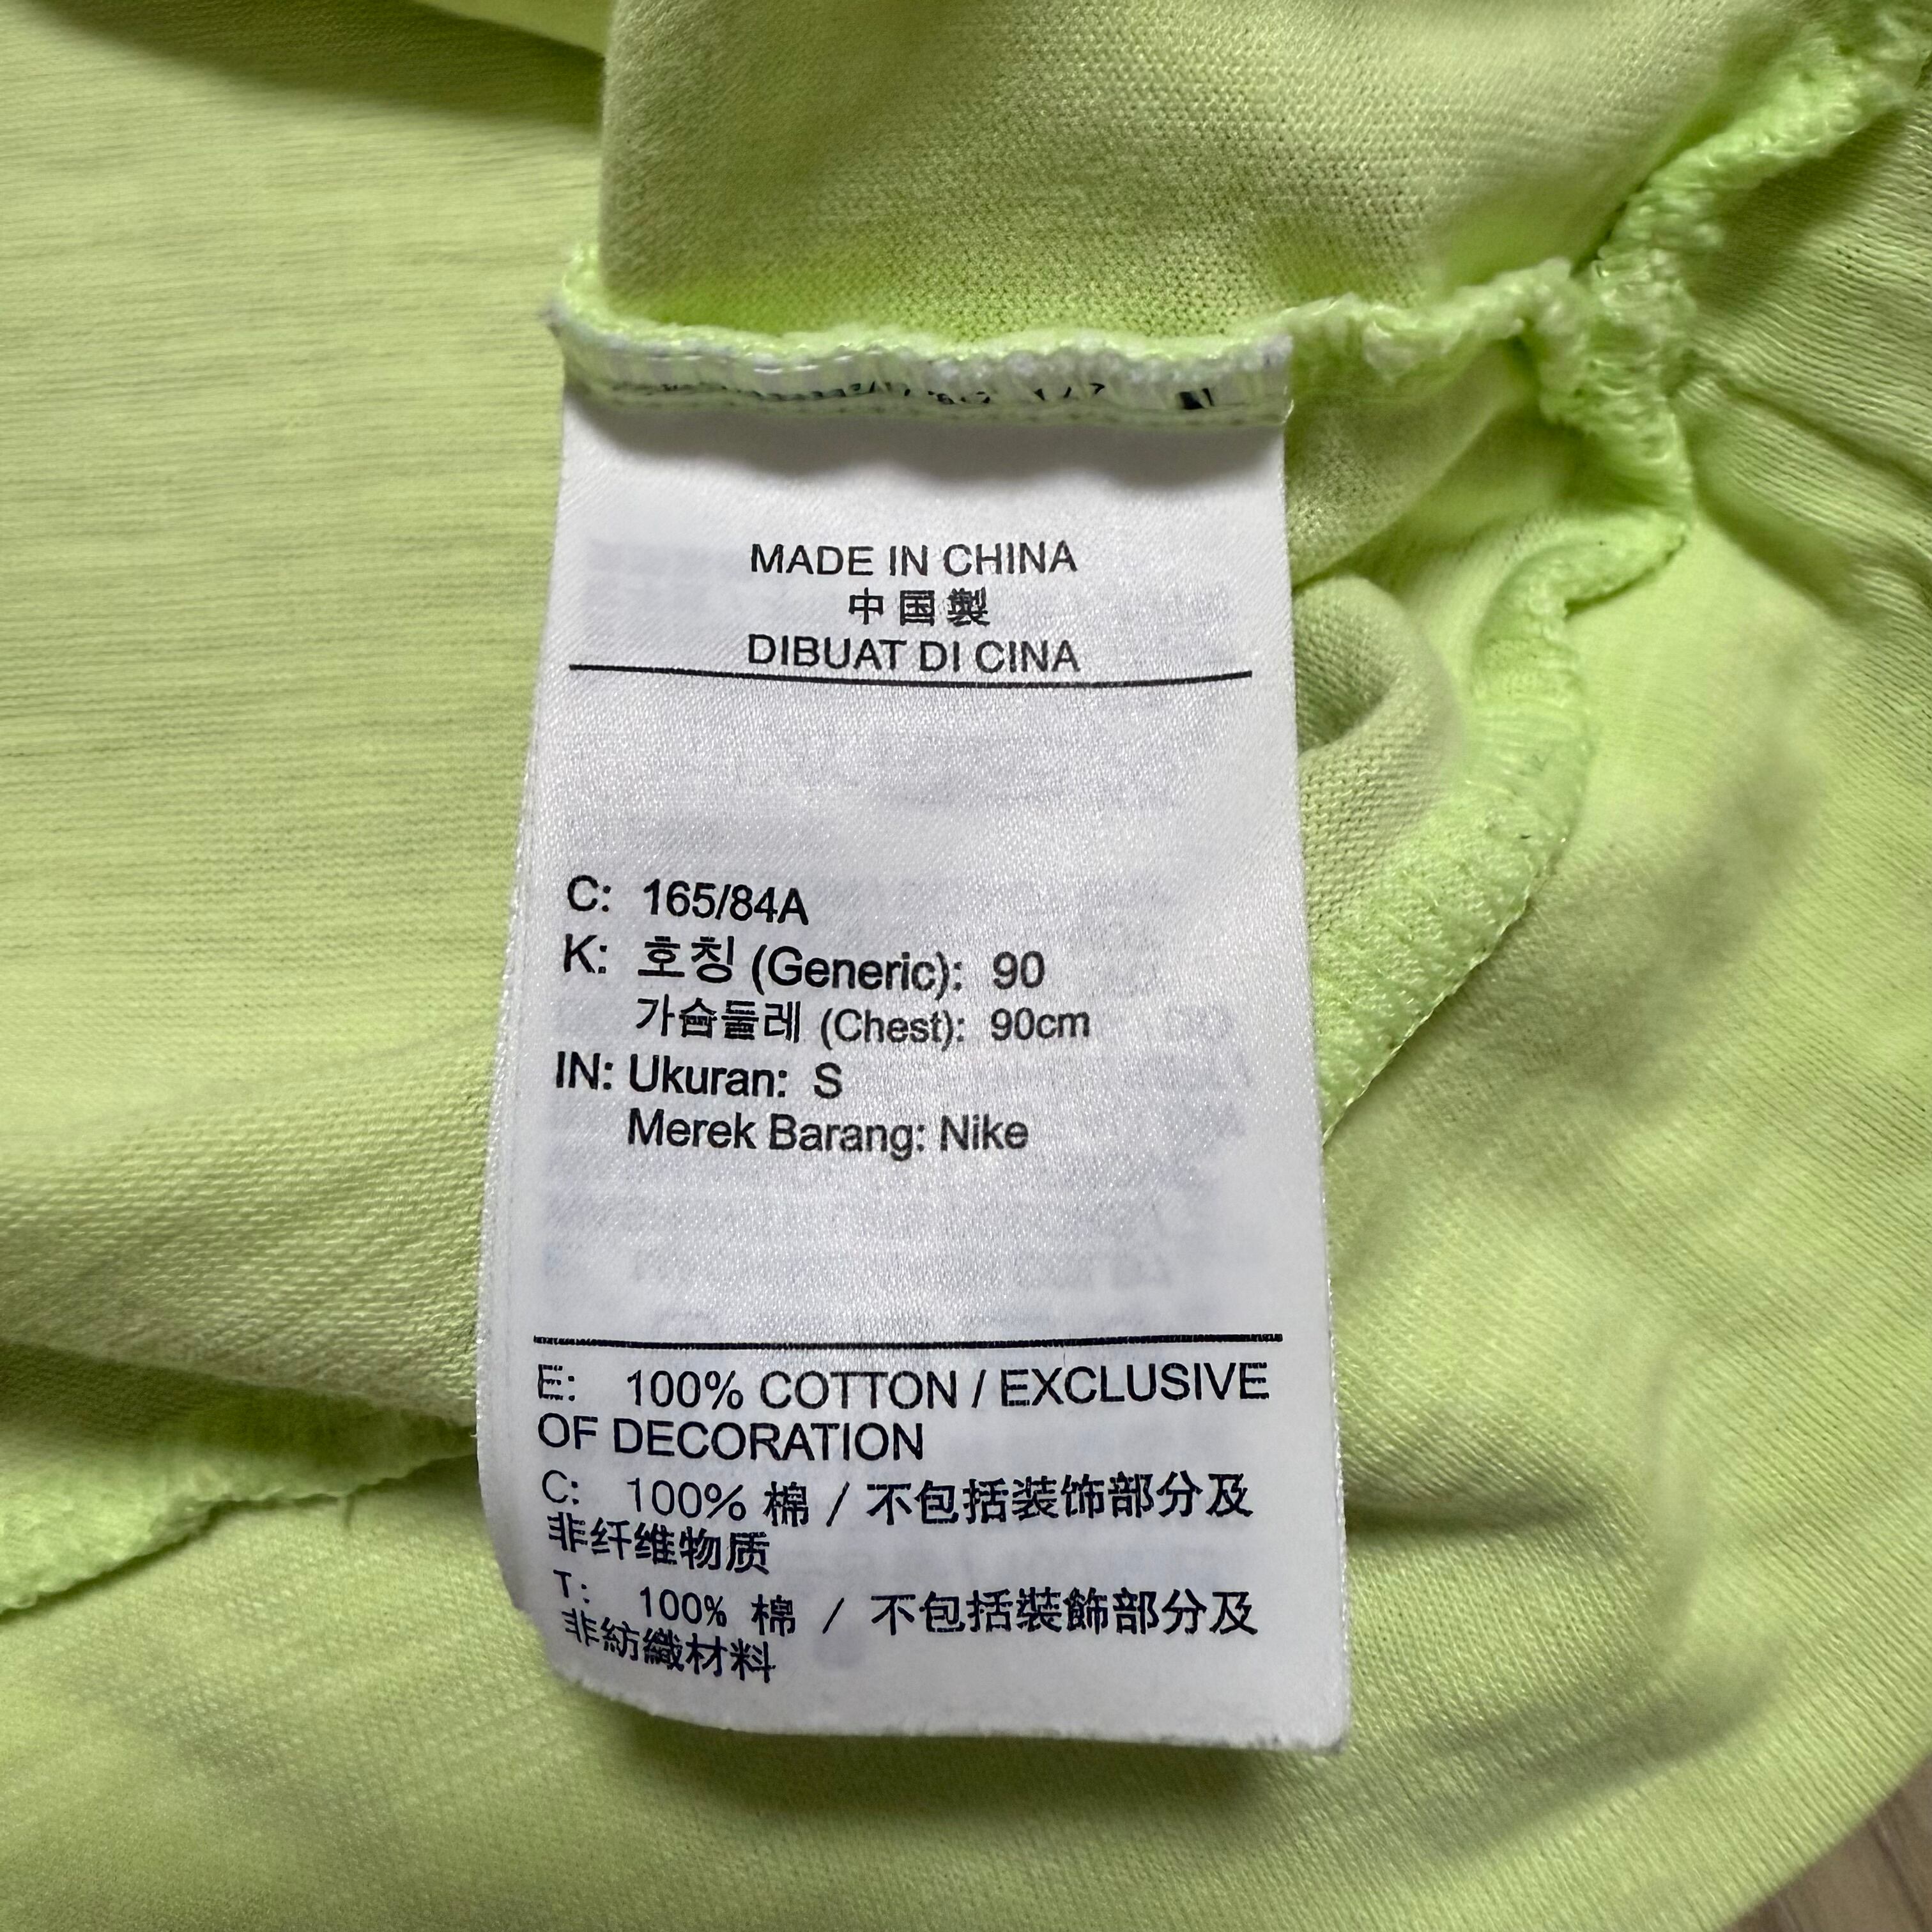 MADE IN CHINA
中国製
DIBUAT DI CINA
C: 165/84A
K: 호칭 (Generic): 90
가슴둘레 (Chest): 90cm
IN: Ukuran: S
Merek Barang: Nike
E: 100% COTTON / EXCLUSIVE
OF DECORATION
C: 100% 棉 / 不包括装饰部分及
非纤维物质
T: 100% 棉 / 不包括裝飾部分及
非紡織材料